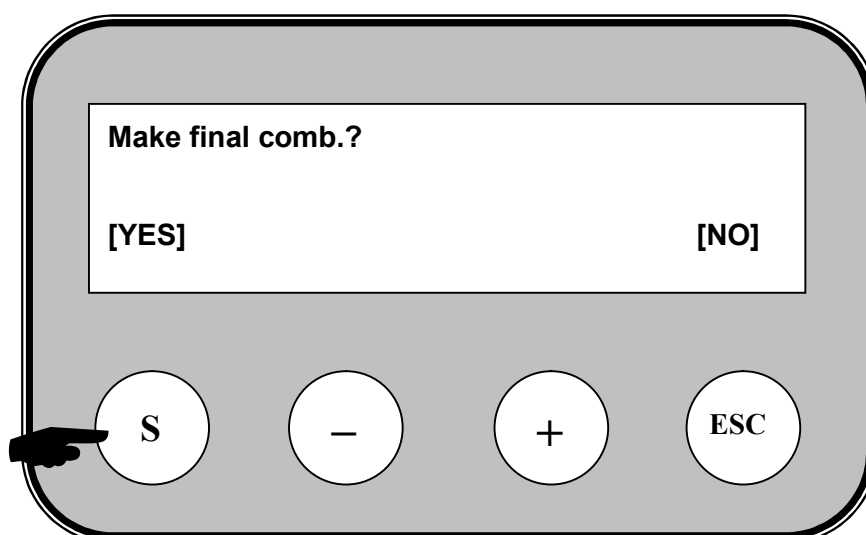 Make final comb.?
[YES] [NO]
S – + ESC